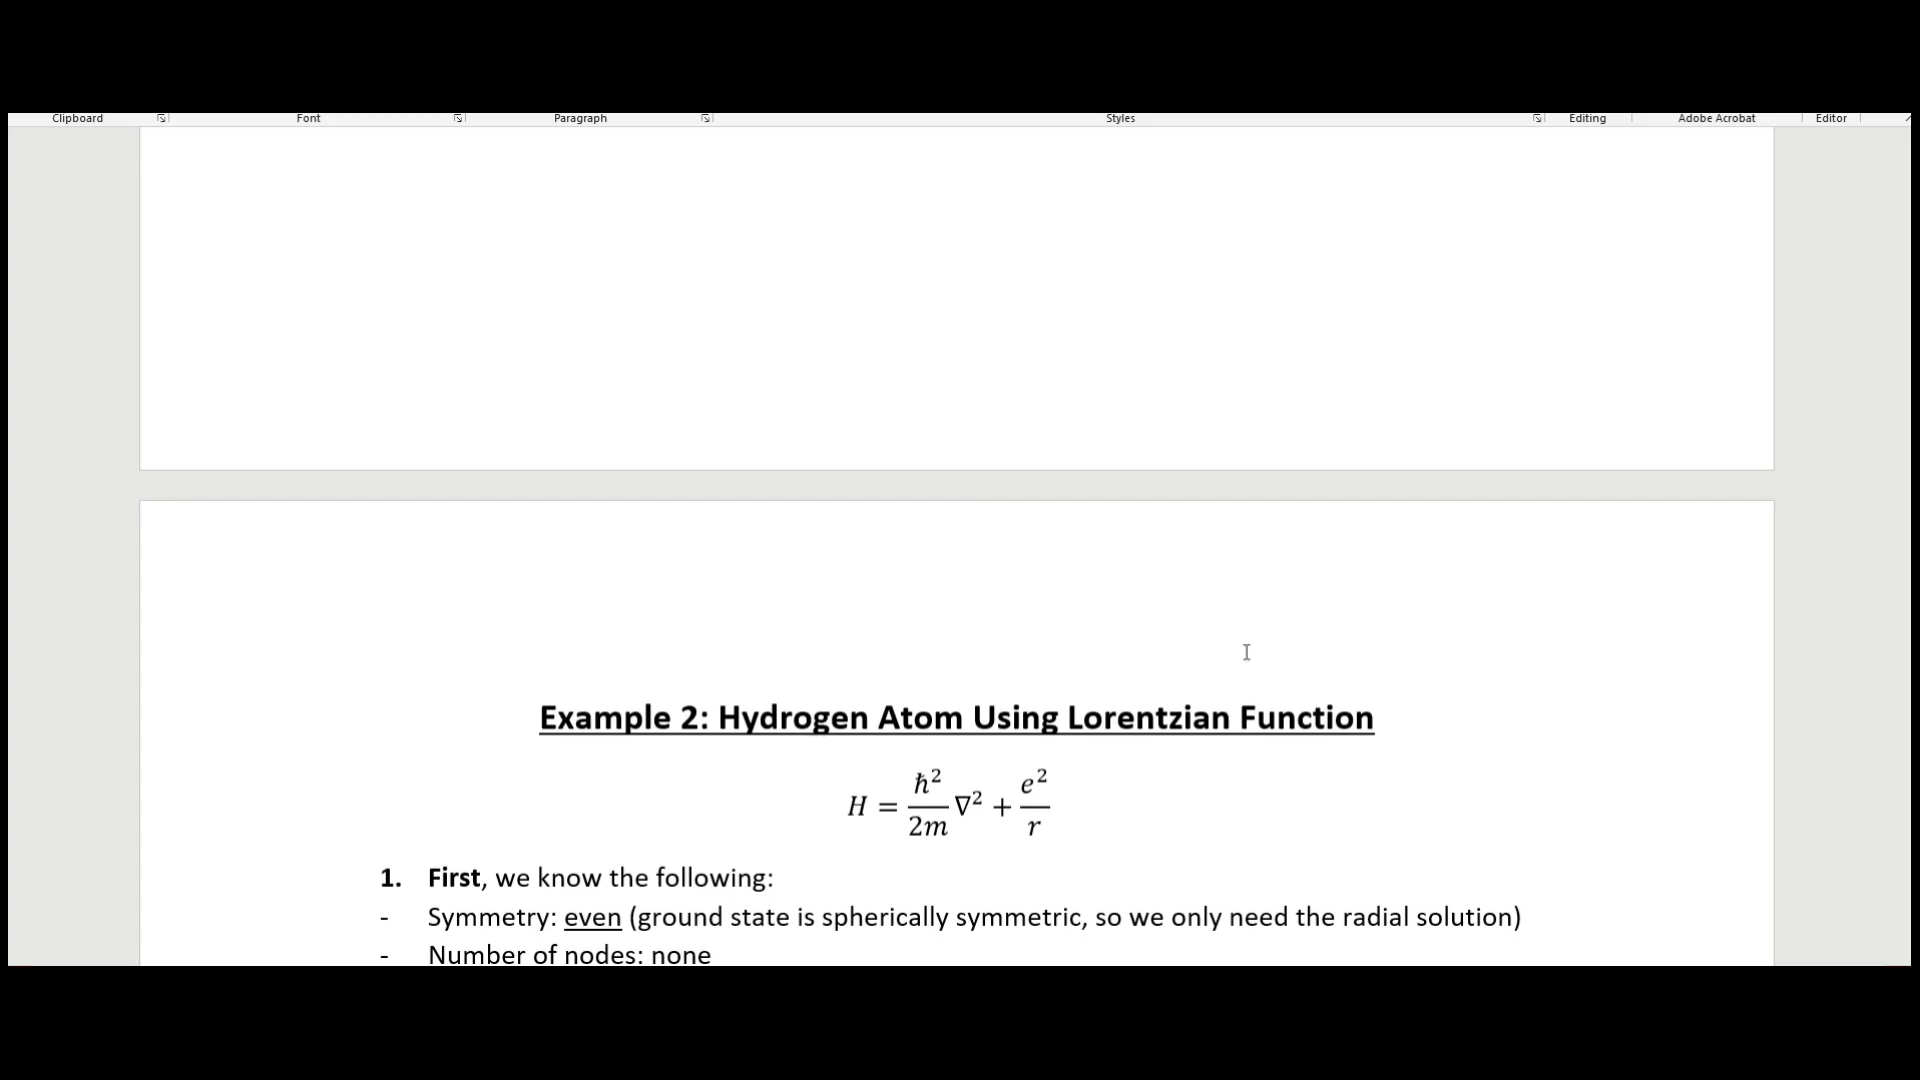 Clipboard Font Paragraph Styles Editing Adobe Acrobat Editor
Example 2: Hydrogen Atom Using Lorentzian Function
H = ℏ²/2m ∇² + e²/r
1. First, we know the following:
- Symmetry: even (ground state is spherically symmetric, so we only need the radial solution)
- Number of nodes: none